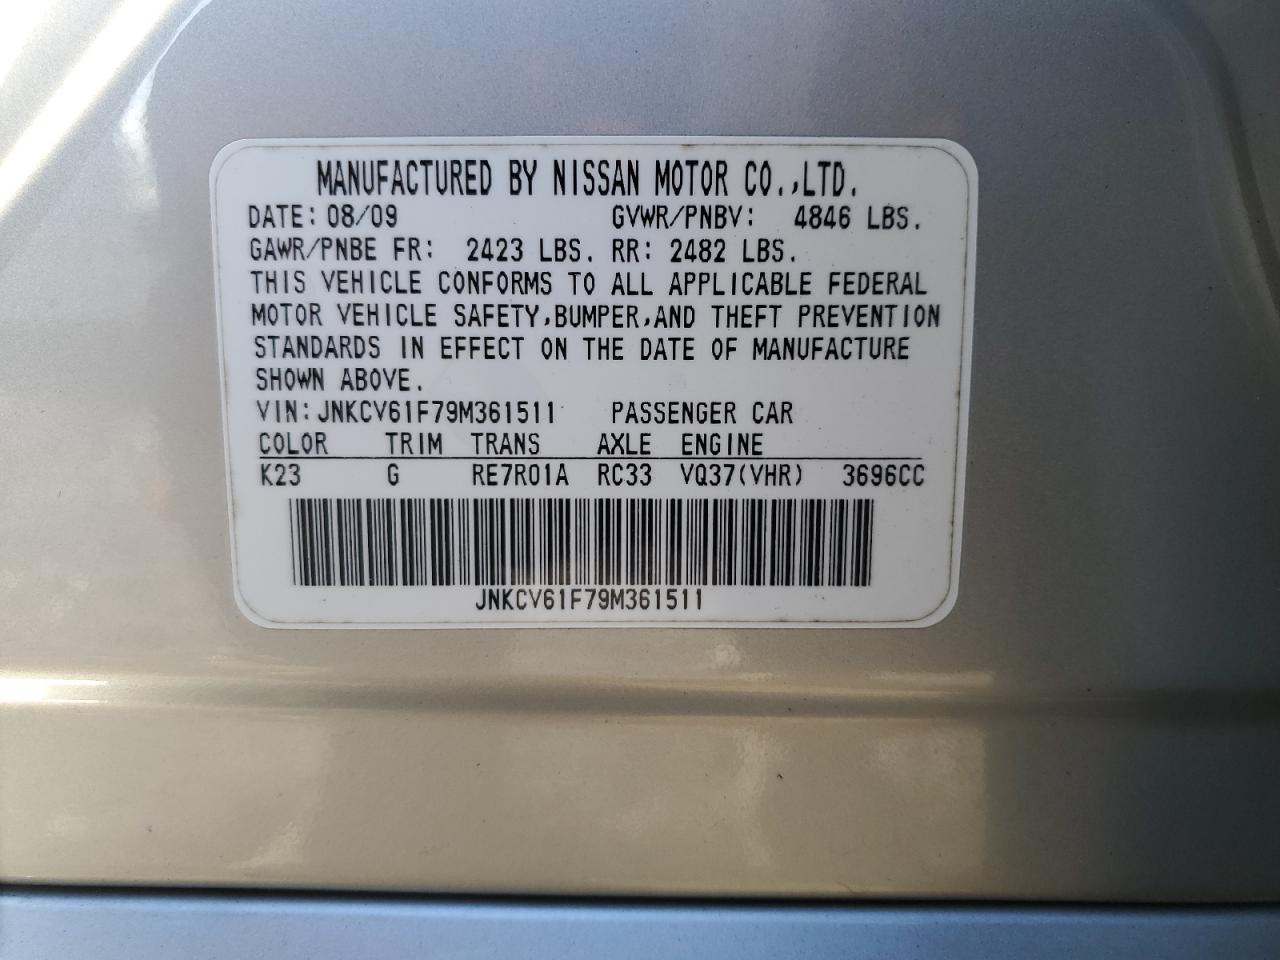 MANUFACTURED BY NISSAN MOTOR CO.,LTD.
DATE: 08/09 GVWR/PNBV: 4846 LBS.
GAWR/PNBE FR: 2423 LBS. RR: 2482 LBS.
THIS VEHICLE CONFORMS TO ALL APPLICABLE FEDERAL
MOTOR VEHICLE SAFETY,BUMPER,AND THEFT PREVENTION
STANDARDS IN EFFECT ON THE DATE OF MANUFACTURE
SHOWN ABOVE.
VIN: JNKCV61F79M361511 PASSENGER CAR
COLOR TRIM TRANS AXLE ENGINE
K23 G RE7R01A RC33 VQ37(VHR) 3696CC
JNKCV61F79M361511